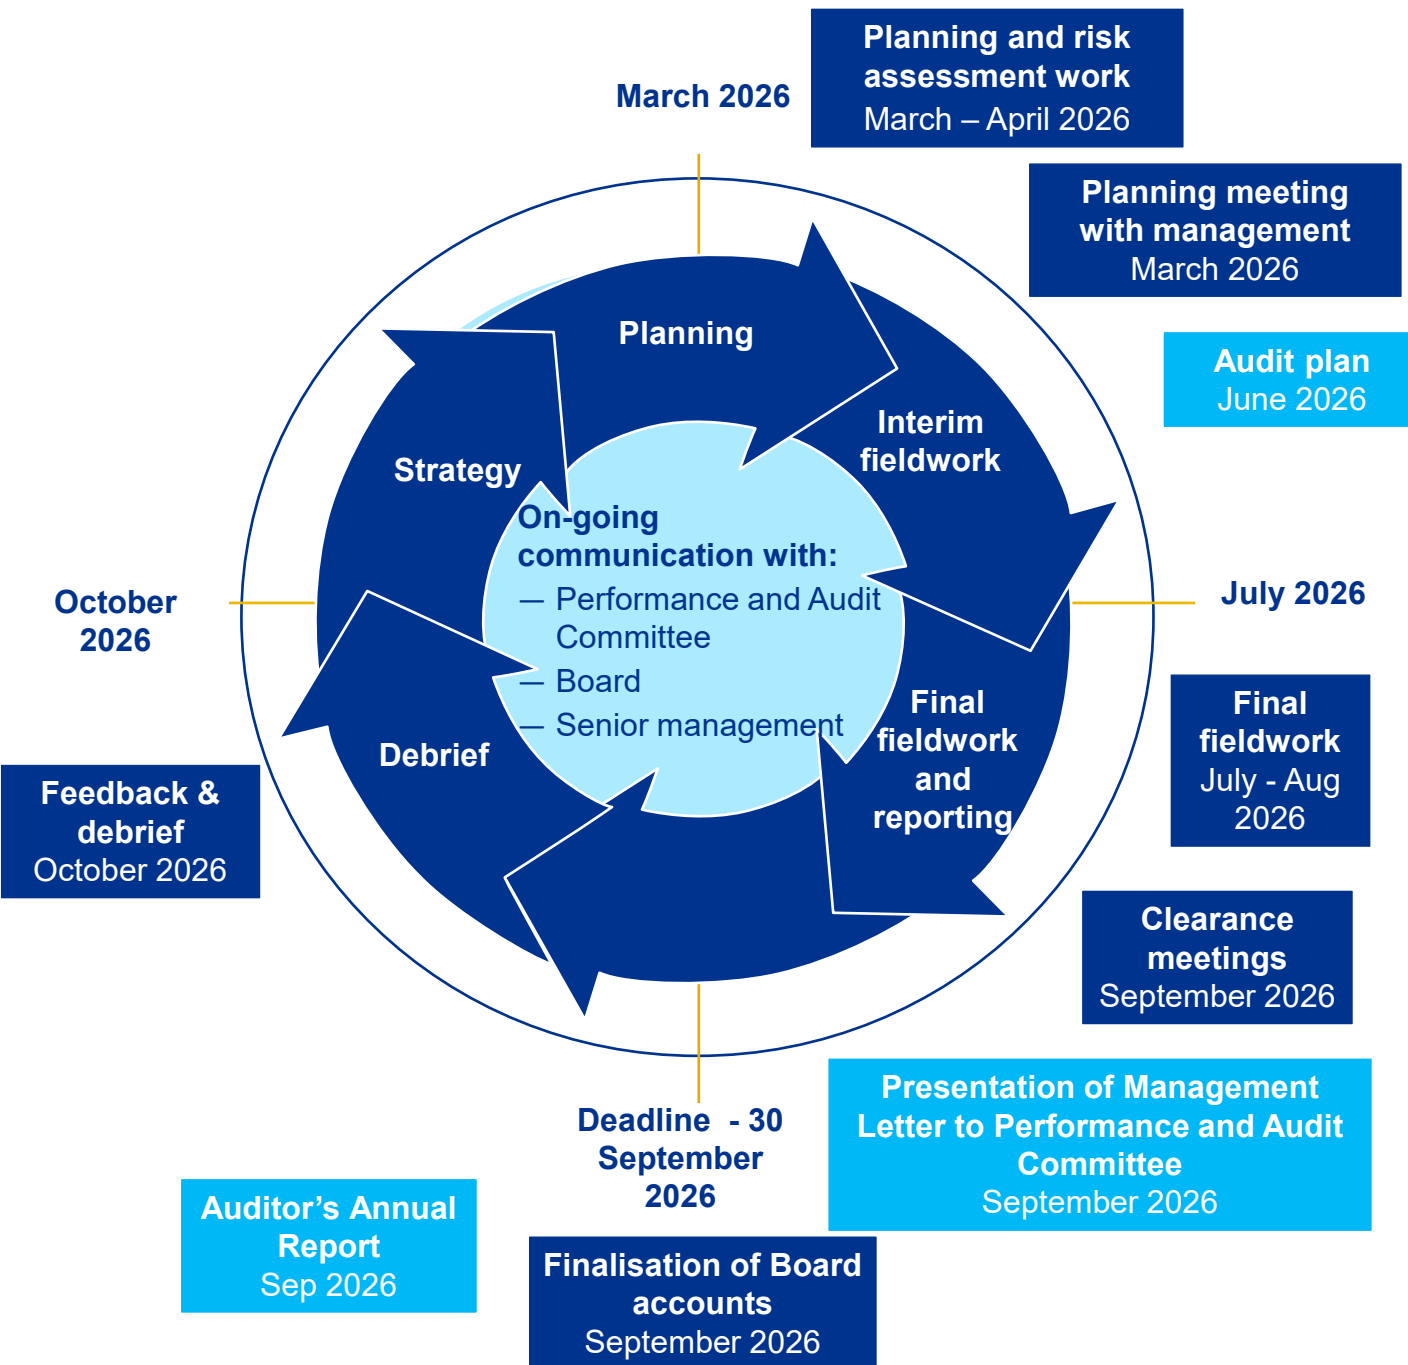 Planning and risk
assessment work
March – April 2026
March 2026
Planning meeting
with management
March 2026
Audit plan
June 2026
Planning
Interim
fieldwork
Strategy
On-going
communication with:
— Performance and Audit
Committee
— Board
— Senior management
October
2026
July 2026
Final
fieldwork
and
reporting
Final
fieldwork
July - Aug
2026
Debrief
Feedback &
debrief
October 2026
Clearance
meetings
September 2026
Presentation of Management
Letter to Performance and Audit
Committee
September 2026
Deadline - 30
September
2026
Auditor’s Annual
Report
Sep 2026
Finalisation of Board
accounts
September 2026